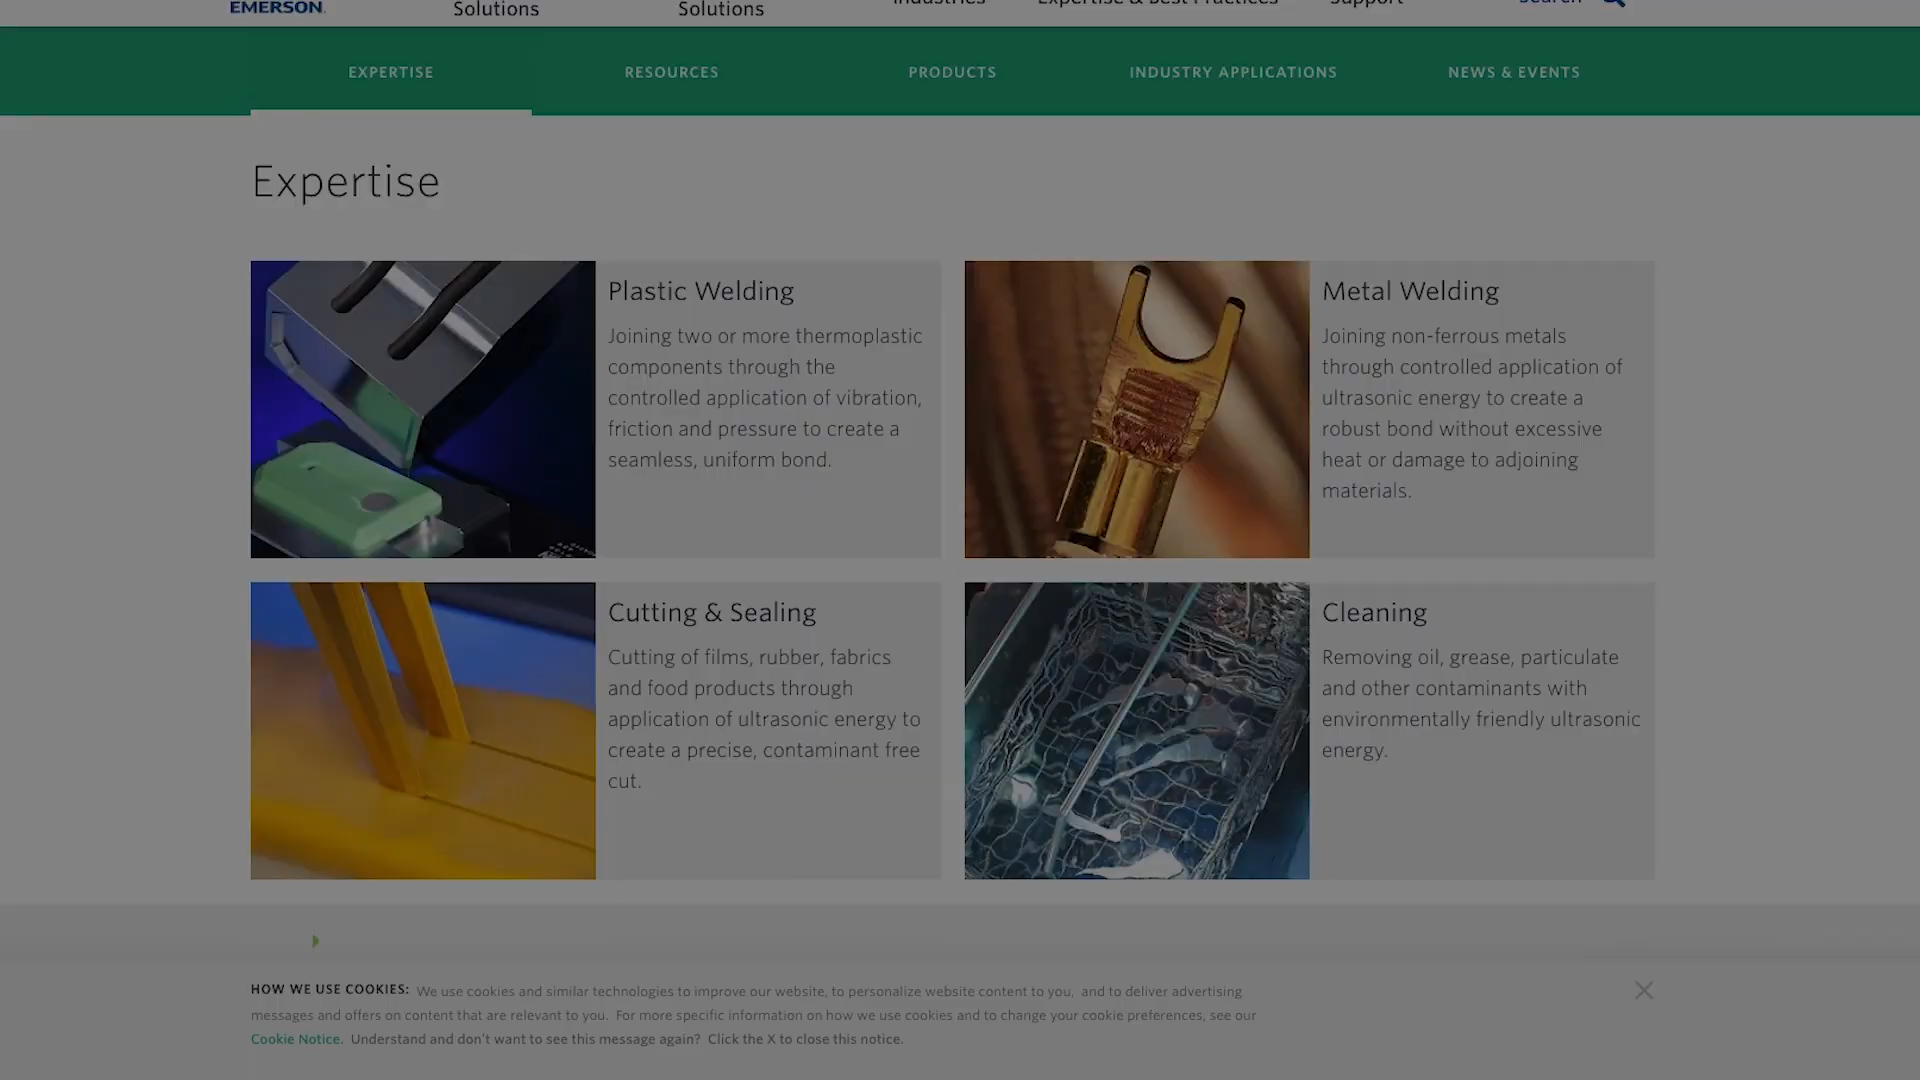 EMERSON.
Solutions
Solutions
Industries
Expertise & Best Practices
Support
Search
EXPERTISE
RESOURCES
PRODUCTS
INDUSTRY APPLICATIONS
NEWS & EVENTS
Expertise
Plastic Welding
Joining two or more thermoplastic
components through the
controlled application of vibration,
friction and pressure to create a
seamless, uniform bond.
Metal Welding
Joining non-ferrous metals
through controlled application of
ultrasonic energy to create a
robust bond without excessive
heat or damage to adjoining
materials.
Cutting & Sealing
Cutting of films, rubber, fabrics
and food products through
application of ultrasonic energy to
create a precise, contaminant free
cut.
Cleaning
Removing oil, grease, particulate
and other contaminants with
environmentally friendly ultrasonic
energy.
HOW WE USE COOKIES: We use cookies and similar technologies to improve our website, to personalize website content to you, and to deliver advertising
messages and offers on content that are relevant to you. For more specific information on how we use cookies and to change your cookie preferences, see our
Cookie Notice. Understand and don't want to see this message again? Click the X to close this notice.